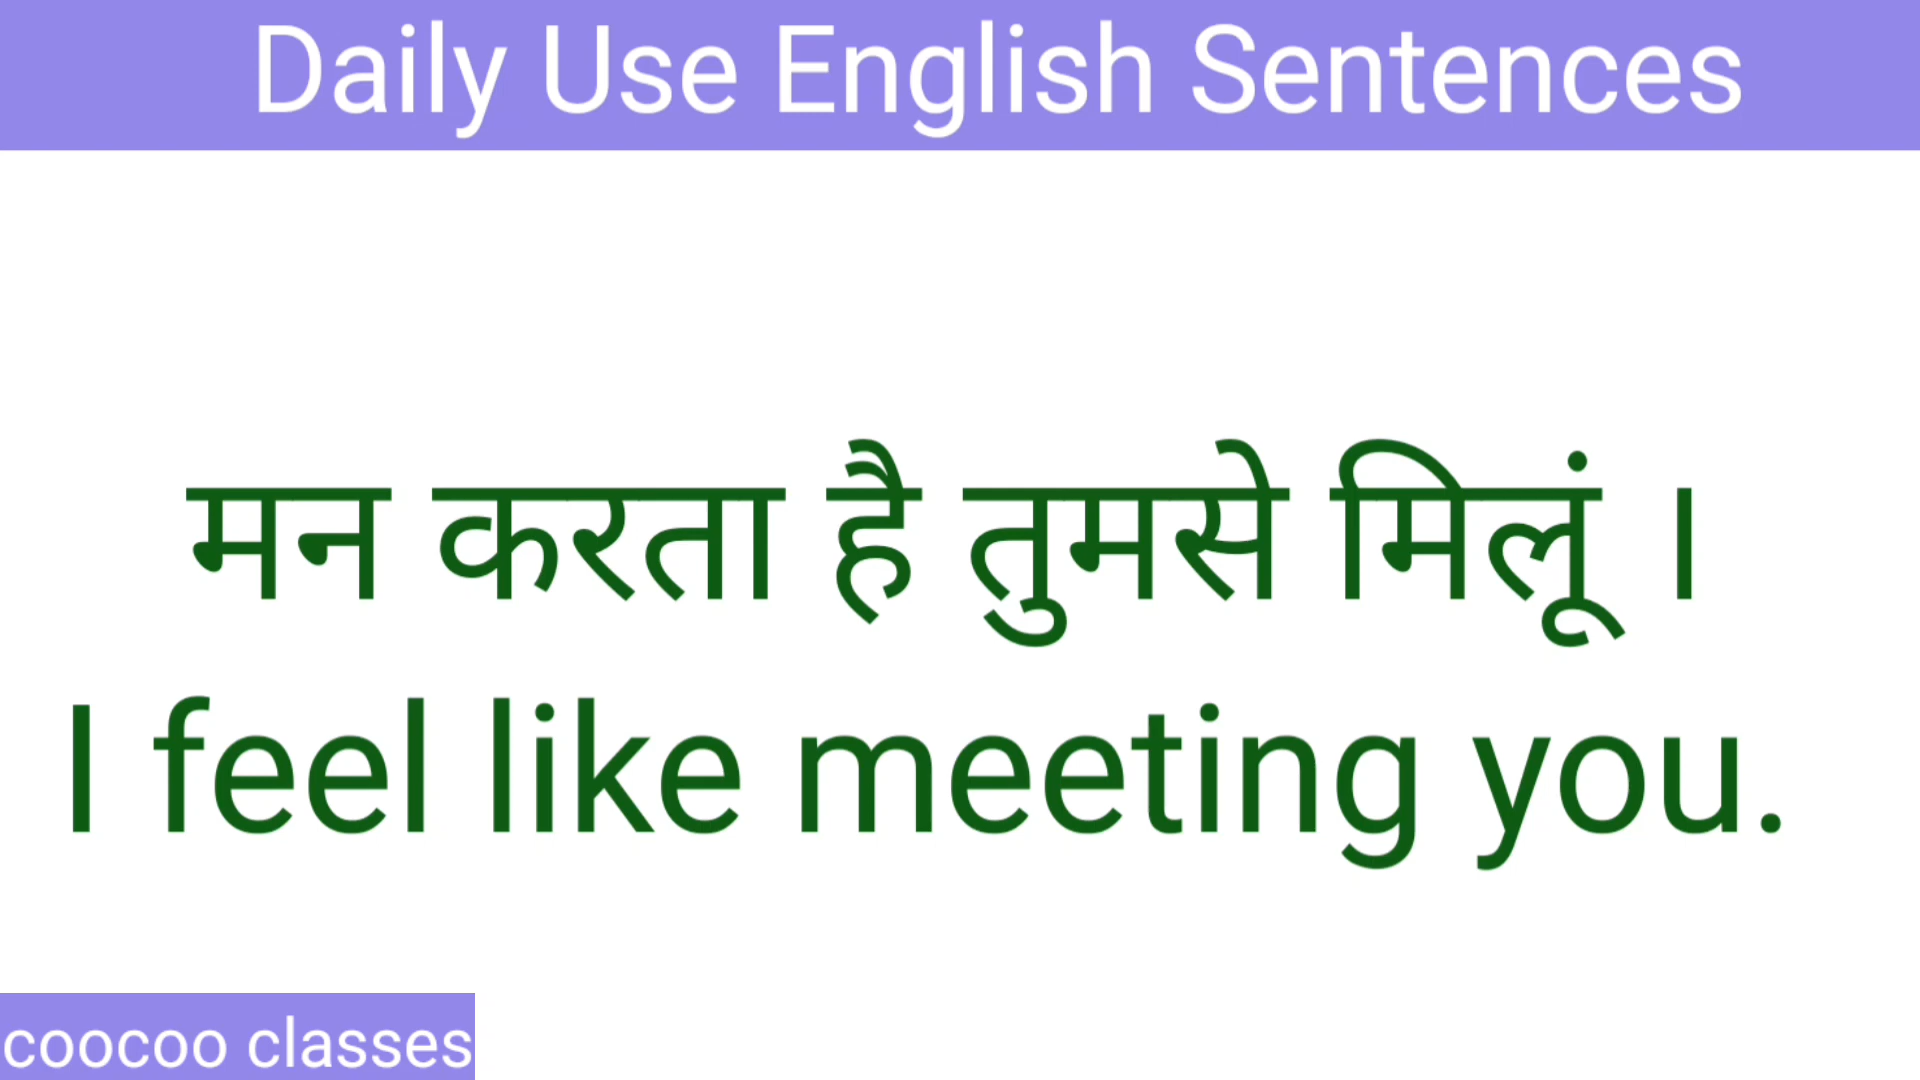 Daily Use English Sentences
मन करता है तुमसे मिलूं ।
I feel like meeting you.
coocoo classes